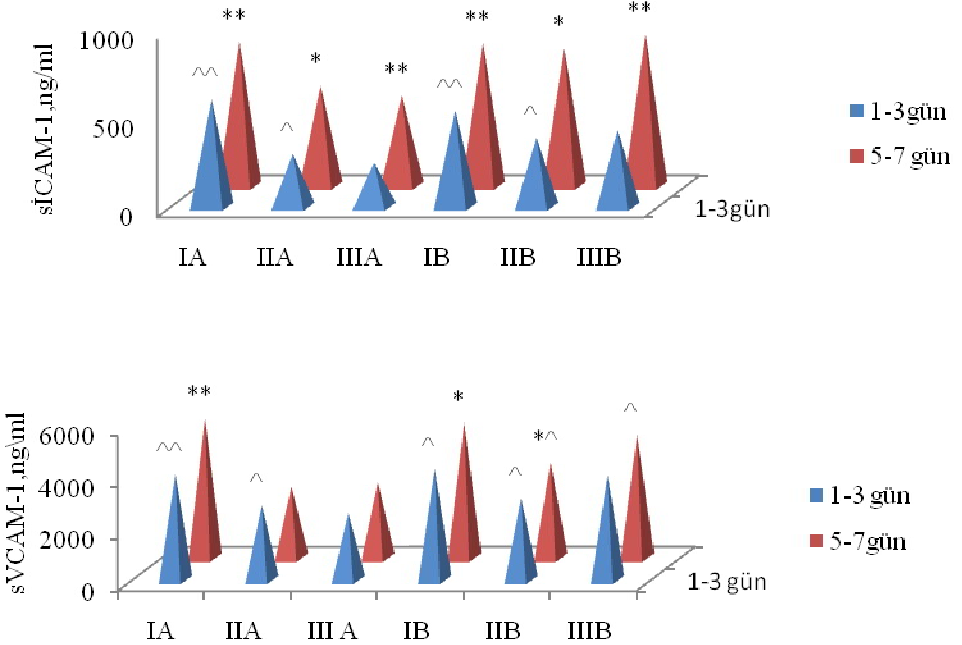 sİCAM-1,ng/ml
1000
500
0
** * ** ** * **
^^ ^ ^^ ^
IA IIA IIIA IB IIB IIIB
1-3gün
1-3gün
5-7 gün
sVCAM-1,ng\ml
6000
4000
2000
0
** * *^ ^
^^ ^ ^ ^
IA IIA III A IB IIB IIIB
1-3 gün
1-3 gün
5-7gün